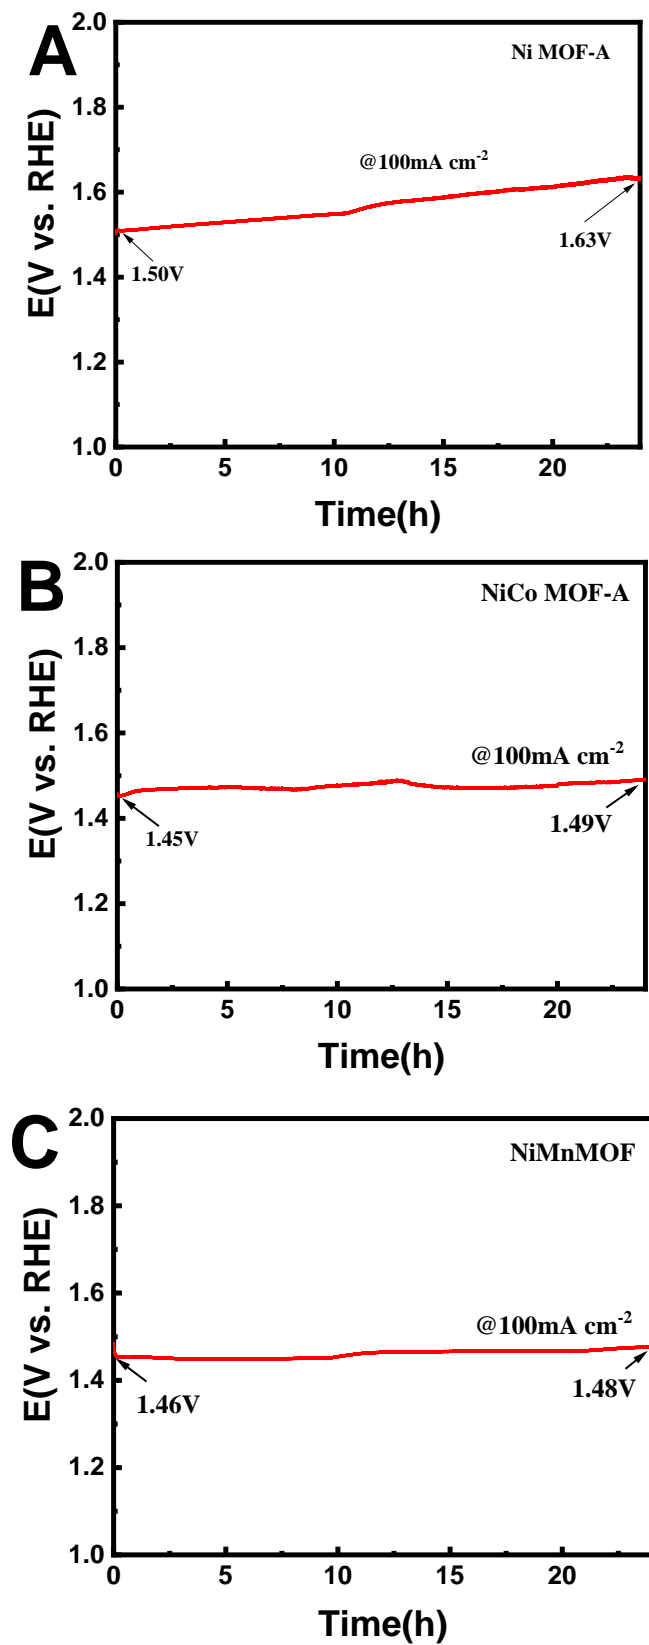 A
Ni MOF-A
@100mA cm-2
1.50V
1.63V
E(V vs. RHE)
2.0
1.8
1.6
1.4
1.2
1.0
0 5 10 15 20
Time(h)
B
NiCo MOF-A
@100mA cm-2
1.45V
1.49V
E(V vs. RHE)
2.0
1.8
1.6
1.4
1.2
1.0
0 5 10 15 20
Time(h)
C
NiMnMOF
@100mA cm-2
1.46V
1.48V
E(V vs. RHE)
2.0
1.8
1.6
1.4
1.2
1.0
0 5 10 15 20
Time(h)